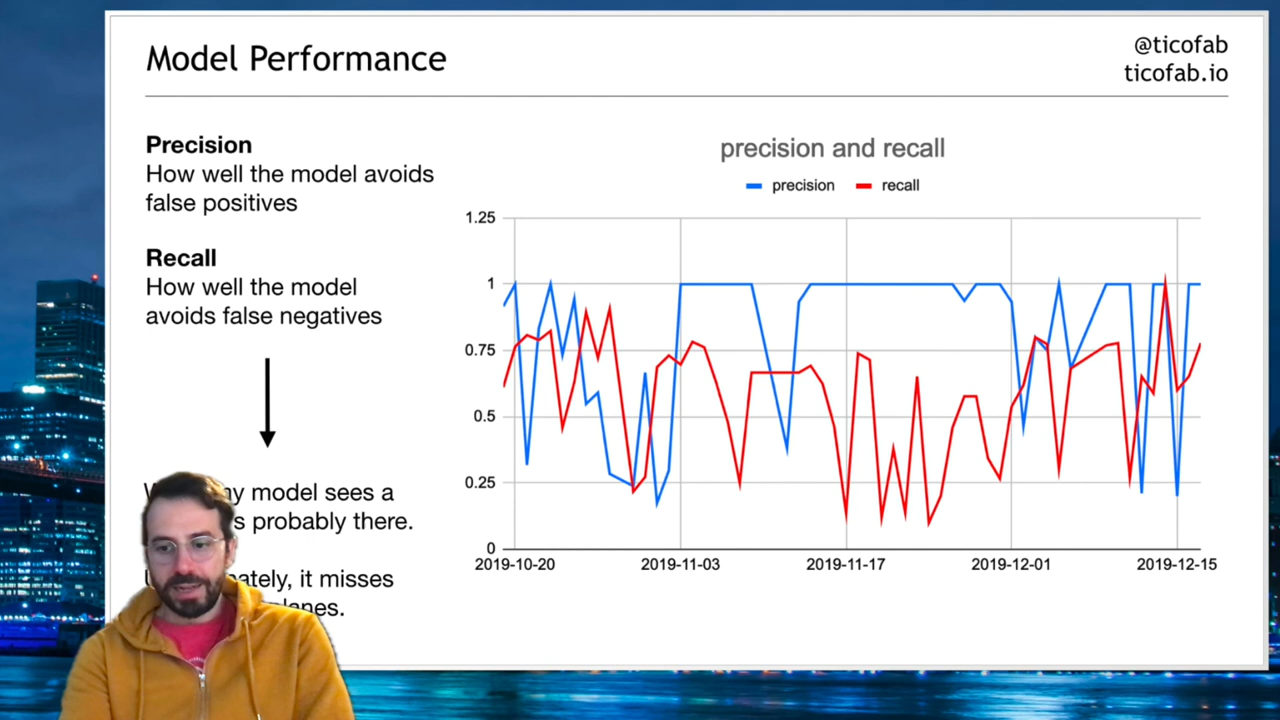 Model Performance
@ticofab
ticofab.io
Precision
How well the model avoids
false positives
Recall
How well the model
avoids false negatives
model sees a
probably there.
it misses
precision and recall
precision
recall
1.25
1
0.75
0.5
0.25
0
2019-10-20
2019-11-03
2019-11-17
2019-12-01
2019-12-15